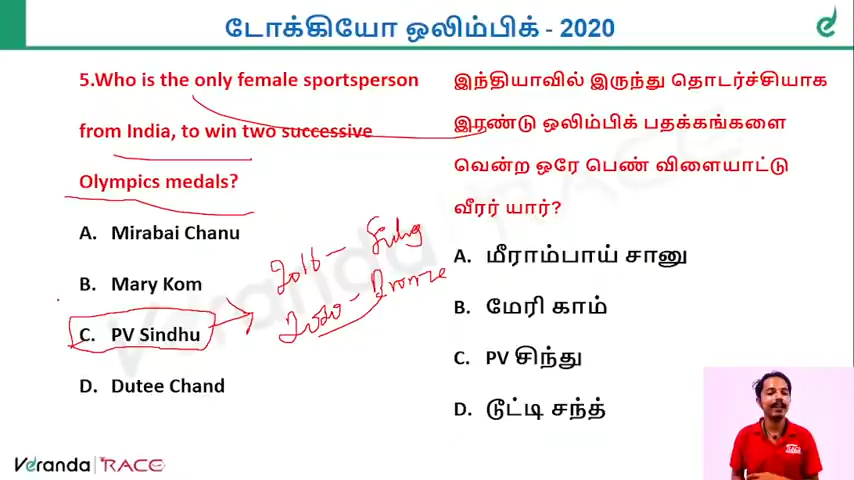 டோக்கியோ ஒலிம்பிக் - 2020
5.Who is the only female sportsperson
from India, to win two successive
Olympics medals?
A. Mirabai Chanu
B. Mary Kom
C. PV Sindhu
D. Dutee Chand
2016 -
2020 - Bronze
இந்தியாவில் இருந்து தொடர்ச்சியாக
இரண்டு ஒலிம்பிக் பதக்கங்களை
வென்ற ஒரே பெண் விளையாட்டு
வீரர் யார்?
A. மீராம்பாய் சானு
B. மேரி காம்
C. PV சிந்து
D. டூட்டி சந்த்
Veranda RACE
Veranda RACE